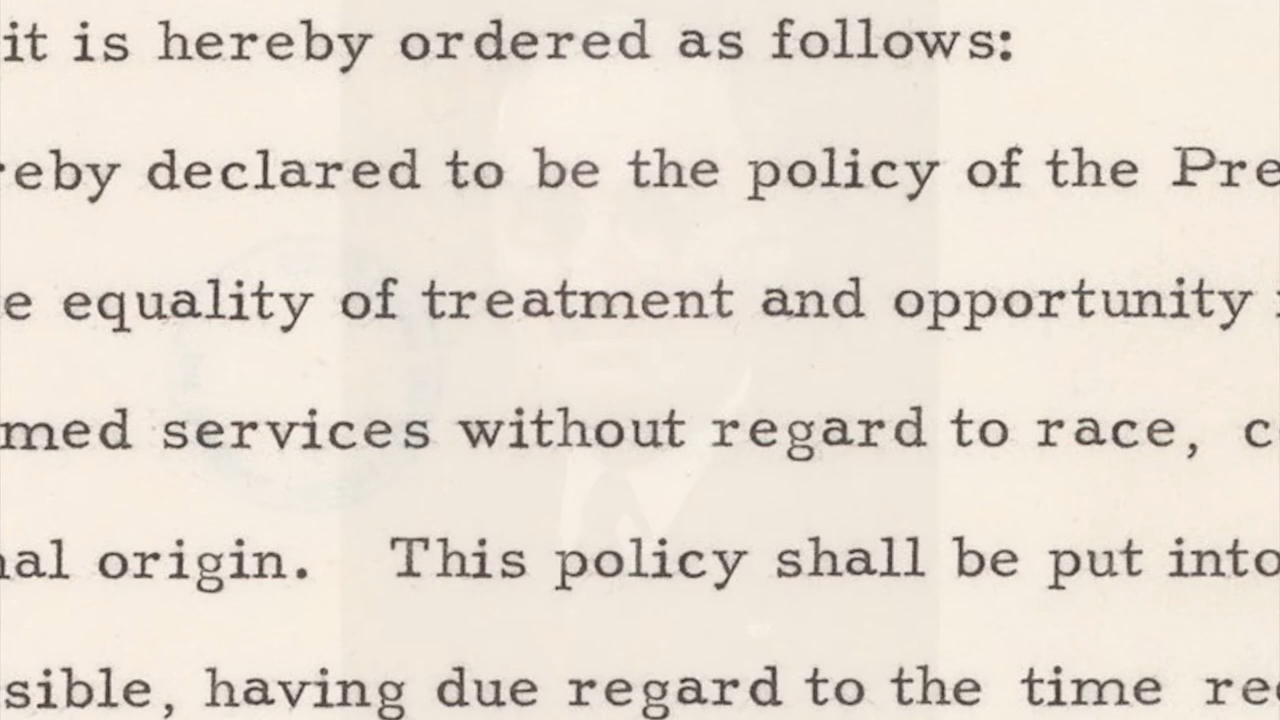 it is hereby ordered as follows:
reby declared to be the policy of the Pre
e equality of treatment and opportunity
med services without regard to race, c
nal origin. This policy shall be put into
sible, having due regard to the time re